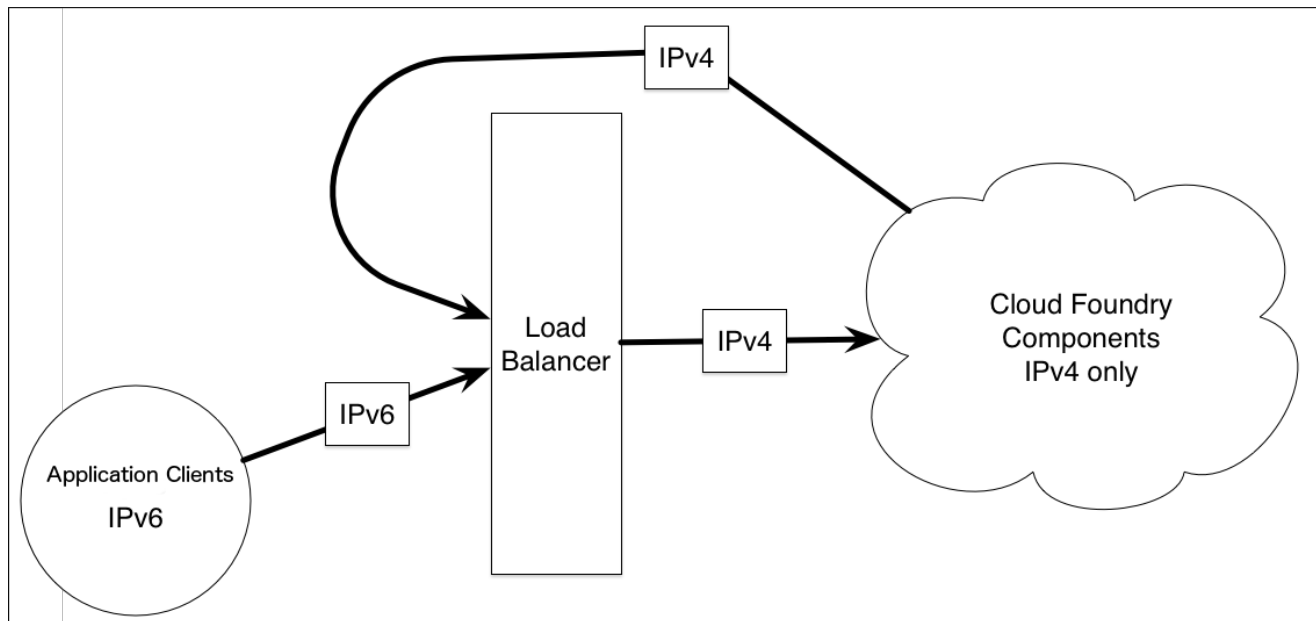 IPv4
Load
Balancer
IPv4
Cloud Foundry
Components
IPv4 only
IPv6
Application Clients
IPv6